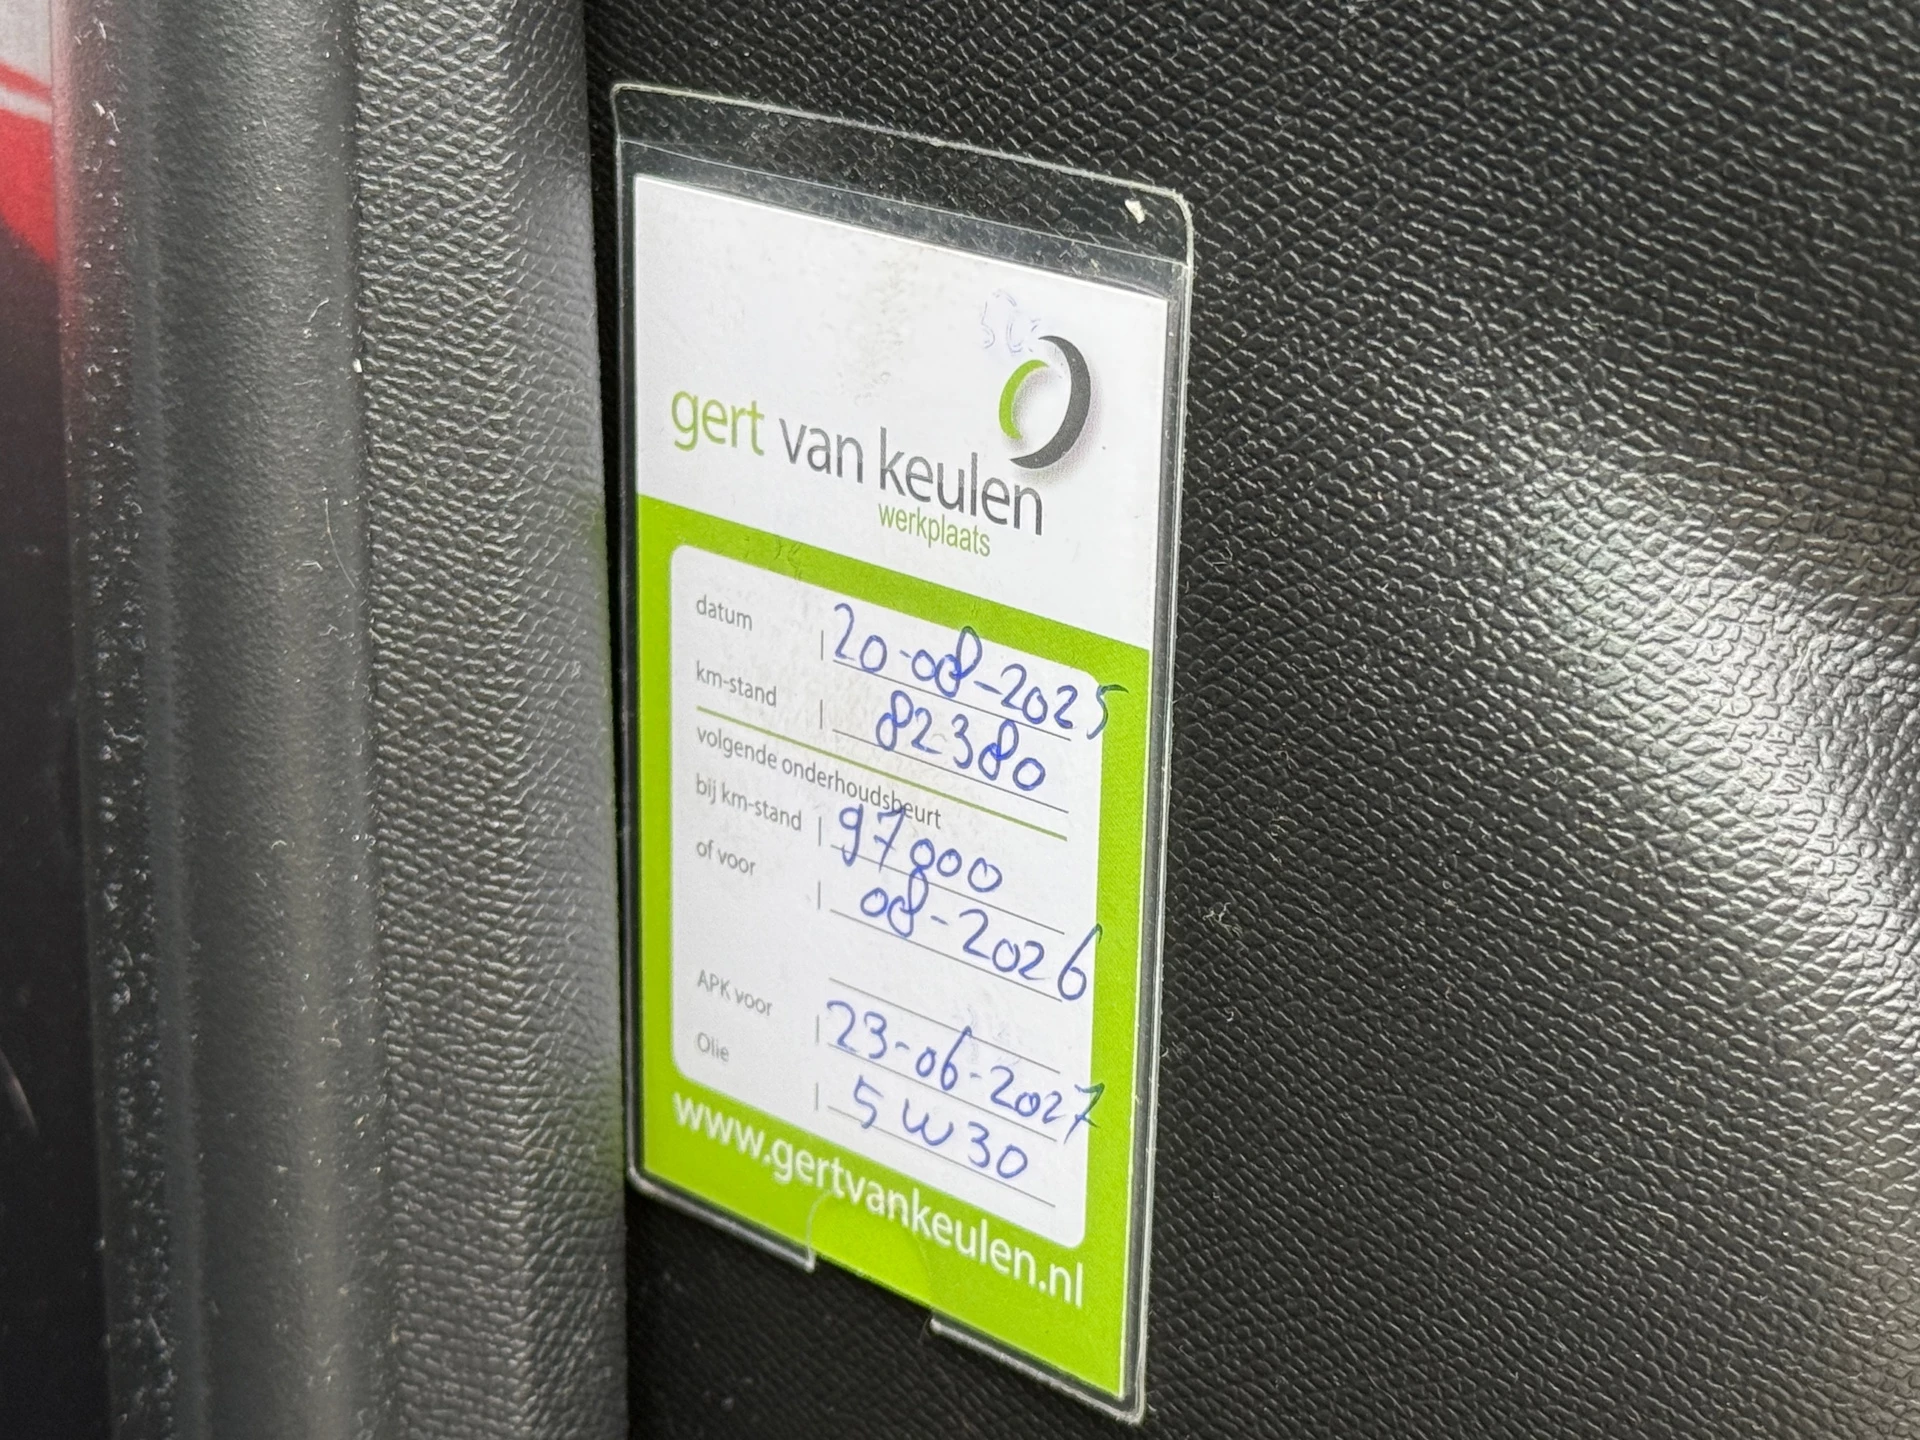 gert van keulen
werkplaats
datum 20-08-2025
km-stand 82380
volgende onderhoudsbeurt
bij km-stand 97000
of voor 08-2026
APK voor 23-06-2027
Olie 5W30
www.gertvankeulen.nl